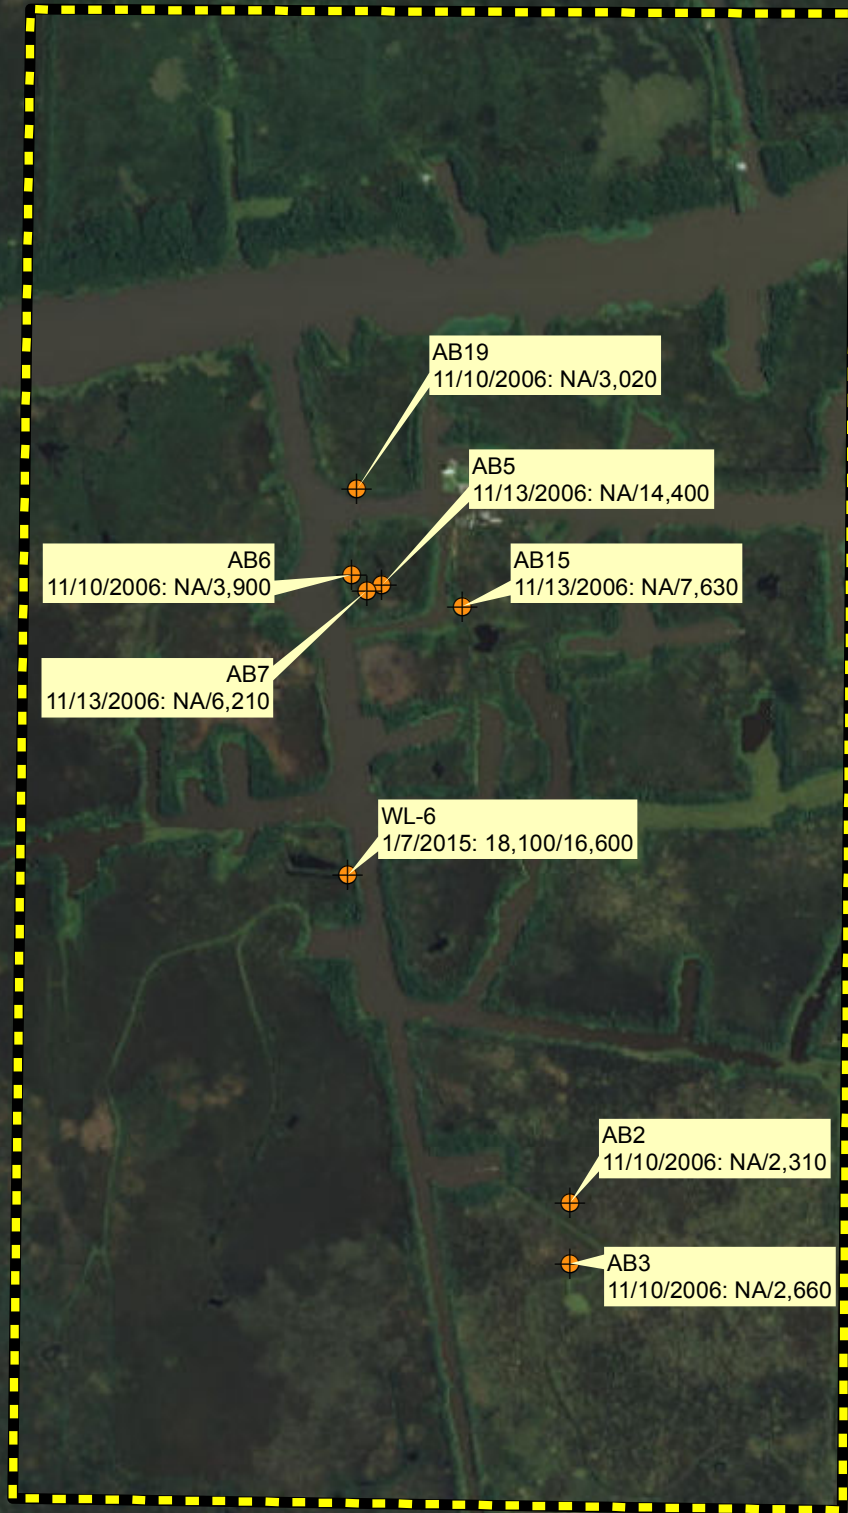 AB19
11/10/2006: NA/3,020
AB5
11/13/2006: NA/14,400
AB6
11/10/2006: NA/3,900
AB15
11/13/2006: NA/7,630
AB7
11/13/2006: NA/6,210
WL-6
1/7/2015: 18,100/16,600
AB2
11/10/2006: NA/2,310
AB3
11/10/2006: NA/2,660